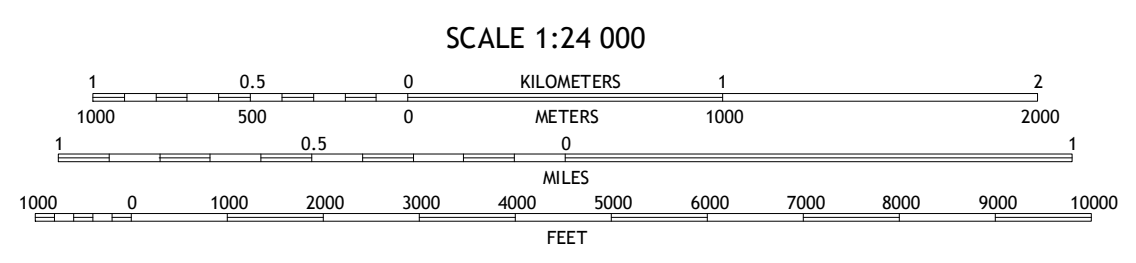 SCALE 1:24 000
1 0.5 0 KILOMETERS 1 2
1000 500 0 METERS 1000 2000
1 0.5 0 1
MILES
1000 0 1000 2000 3000 4000 5000 6000 7000 8000 9000 10000
FEET